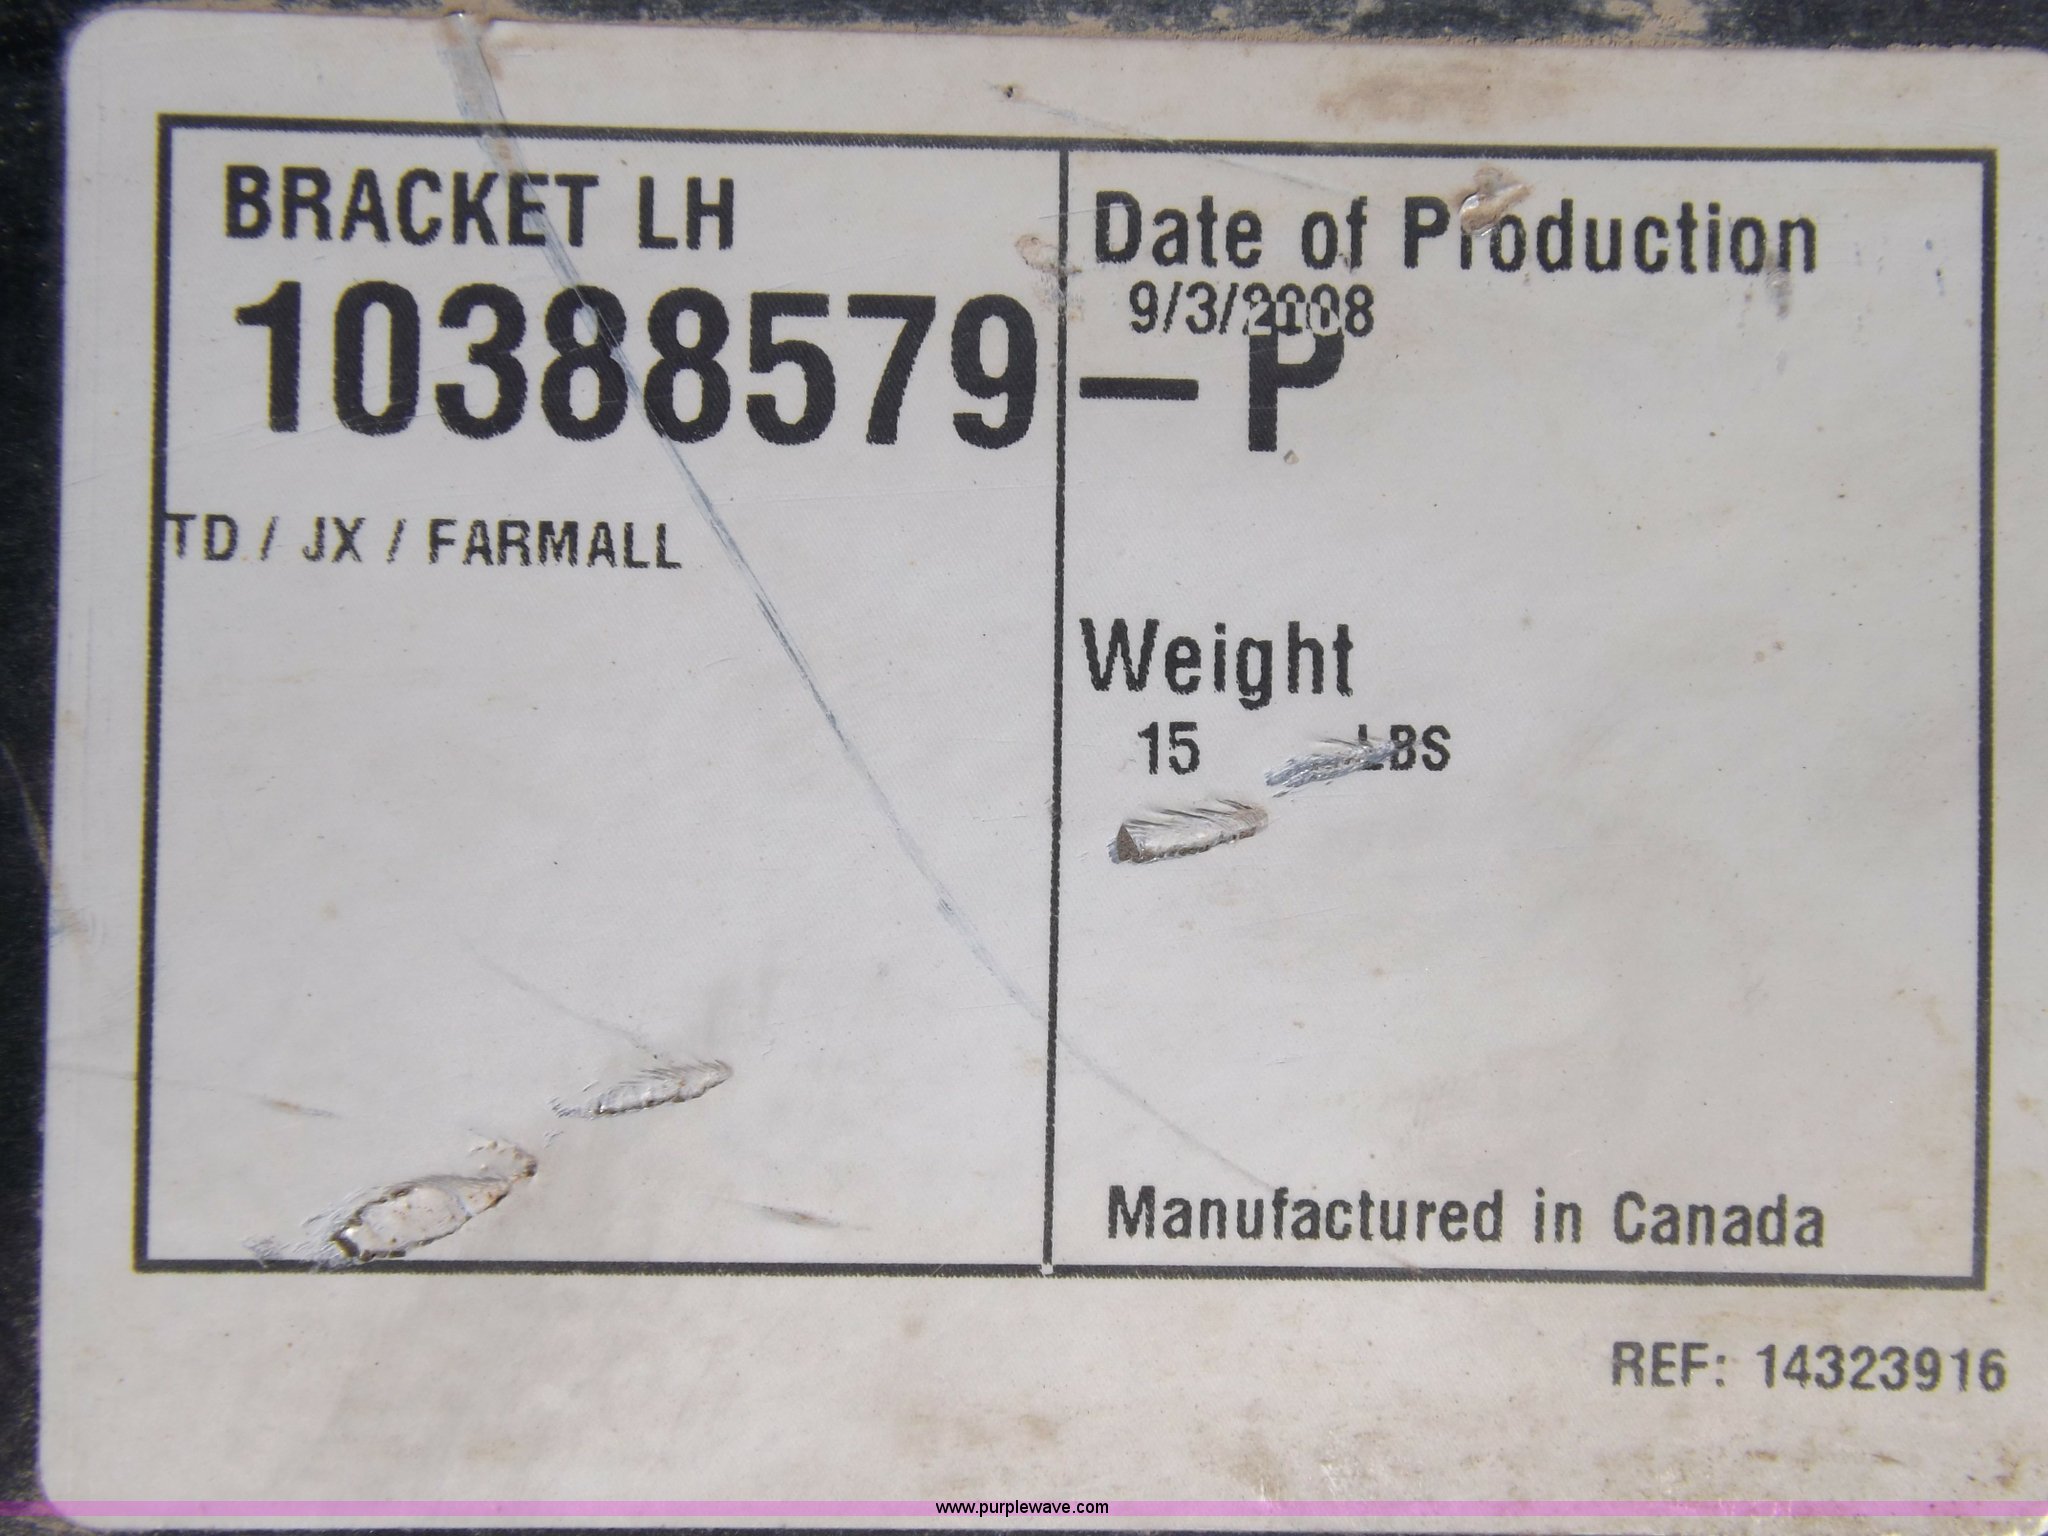 BRACKET LH
10388579-P
TD / JX / FARMALL
Date of Production
9/3/2008
Weight
15 LBS
Manufactured in Canada
REF: 14323916
www.purplewave.com